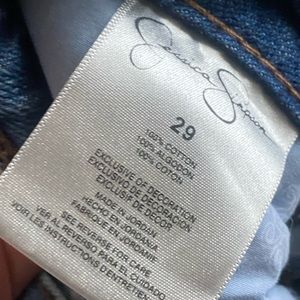 Jessica Simpson
29
100% COTTON
100% ALGODON
100% COTON
EXCLUSIVE OF DECORATION
EXCLUSIVO DE DECORACION
EXCLUSIF DE DECOR
MADE IN JORDAN
HECHO EN JORDANIA
FABRIQUE EN JORDANIE
SEE REVERSE FOR CARE
VER AL REVERSO PARA EL CUIDADO
VOIR LES INSTRUCTIONS D'ENTRETIEN